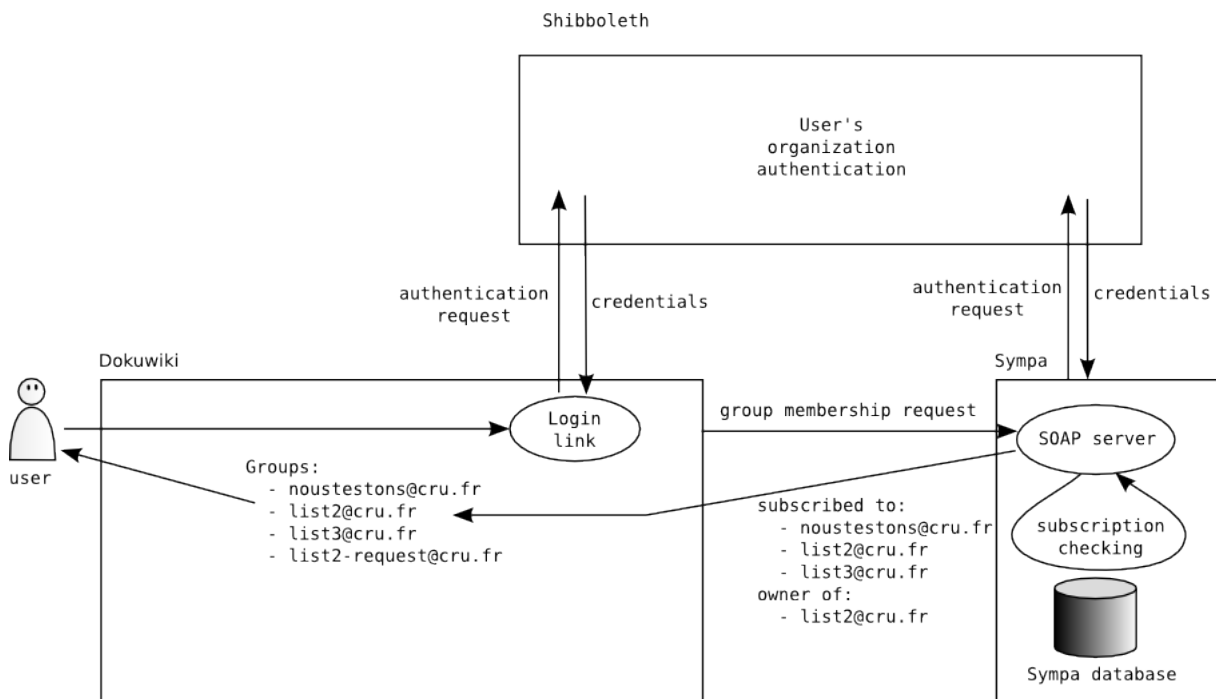 Shibboleth
User's
organization
authentication
authentication
request
credentials
authentication
request
credentials
Dokuwiki
Sympa
user
Login
link
group membership request
SOAP server
Groups:
- noustestons@cru.fr
- list2@cru.fr
- list3@cru.fr
- list2-request@cru.fr
subscribed to:
- noustestons@cru.fr
- list2@cru.fr
- list3@cru.fr
owner of:
- list2@cru.fr
subscription
checking
Sympa database